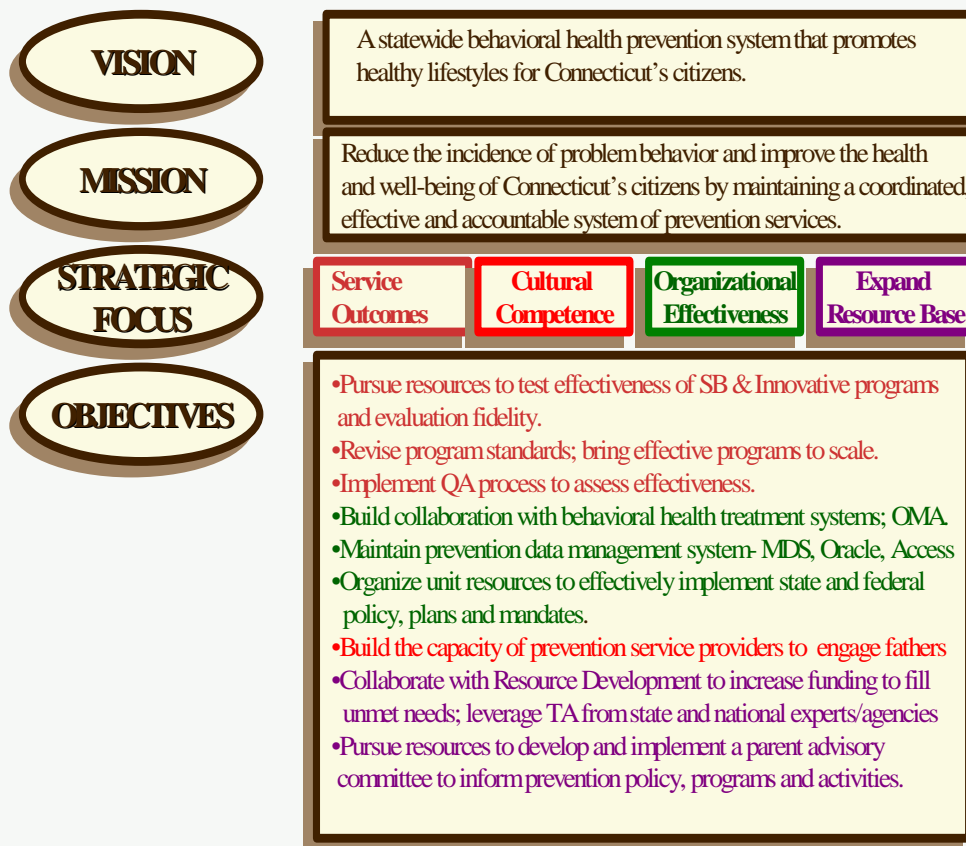 VISION
A statewide behavioral health prevention system that promotes
healthy lifestyles for Connecticut's citizens.
MISSION
Reduce the incidence of problem behavior and improve the health
and well-being of Connecticut's citizens by maintaining a coordinated,
effective and accountable system of prevention services.
STRATEGIC
FOCUS
Service
Outcomes
Cultural
Competence
Organizational
Effectiveness
Expand
Resource Base
OBJECTIVES
•Pursue resources to test effectiveness of SB & Innovative programs
and evaluation fidelity.
•Revise program standards; bring effective programs to scale.
•Implement QA process to assess effectiveness.
•Build collaboration with behavioral health treatment systems; OMA.
•Maintain prevention data management system- MDS, Oracle, Access
•Organize unit resources to effectively implement state and federal
policy, plans and mandates.
•Build the capacity of prevention service providers to engage fathers
•Collaborate with Resource Development to increase funding to fill
unmet needs; leverage TA from state and national experts/agencies
•Pursue resources to develop and implement a parent advisory
committee to inform prevention policy, programs and activities.